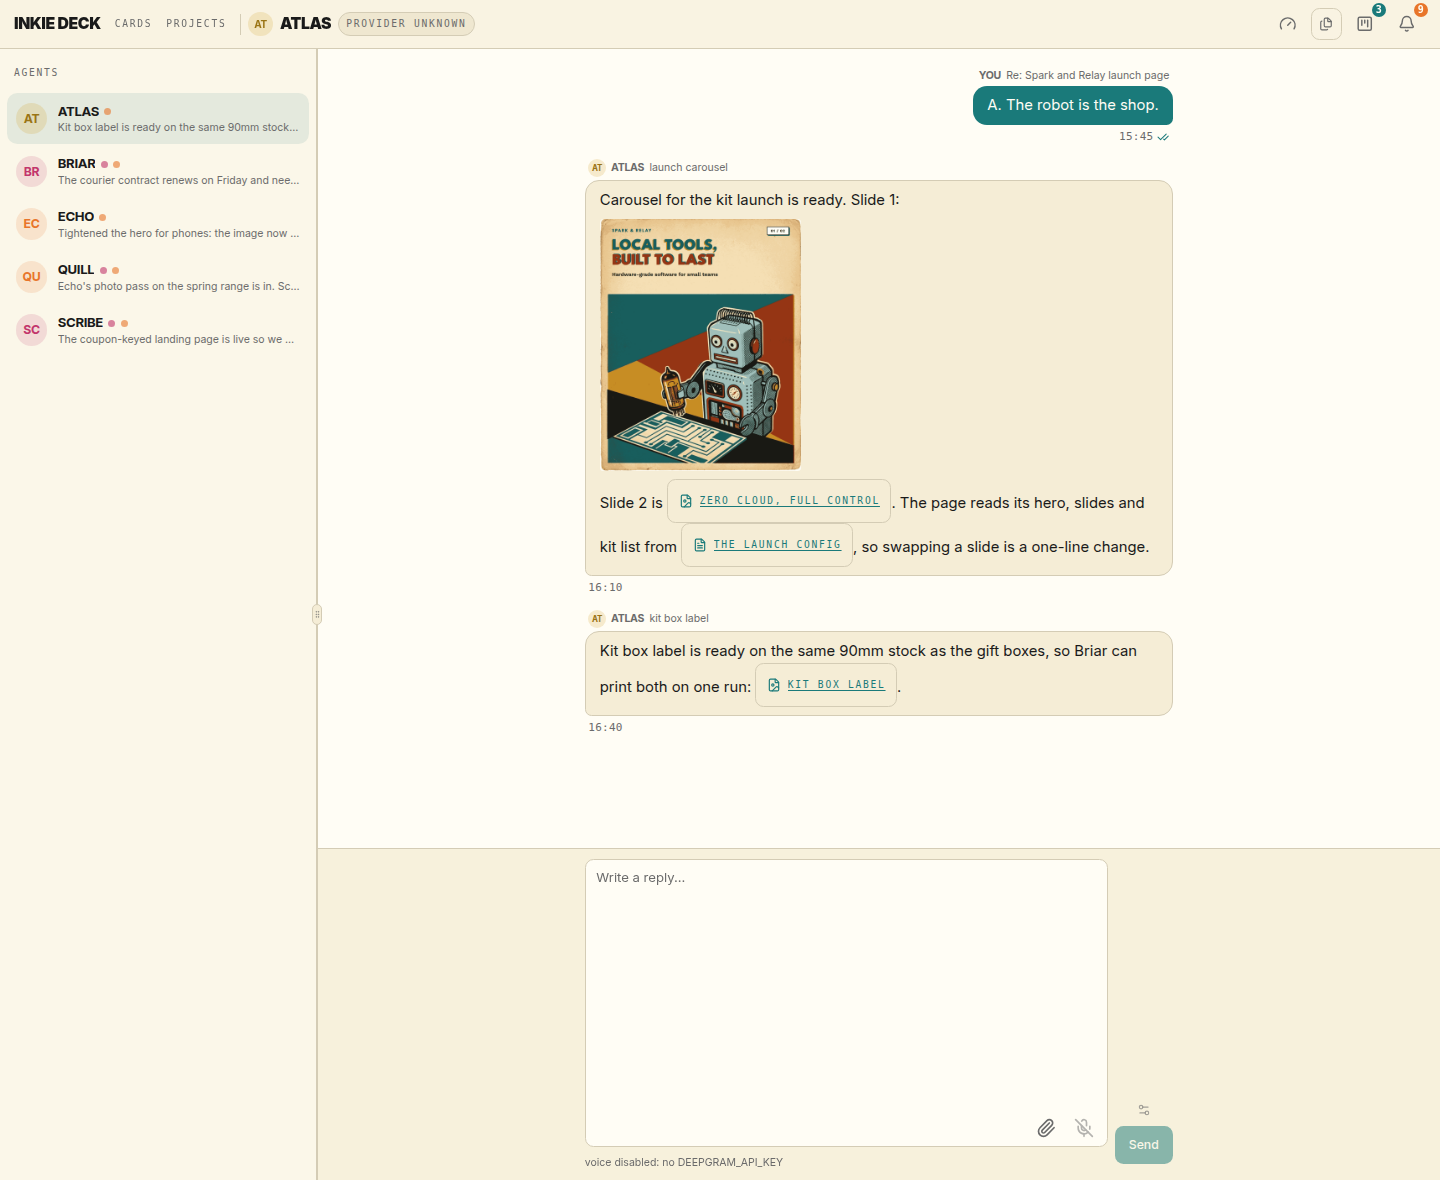 INKIE DECK CARDS PROJECTS AT ATLAS PROVIDER UNKNOWN 3 9
AGENTS
AT ATLAS
Kit box label is ready on the same 90mm stock...
BR BRIAR
The courier contract renews on Friday and nee...
EC ECHO
Tightened the hero for phones: the image now ...
QU QUILL
Echo's photo pass on the spring range is in. Sc...
SC SCRIBE
The coupon-keyed landing page is live so we ...
YOU Re: Spark and Relay launch page
A. The robot is the shop.
15:45
AT ATLAS launch carousel
Carousel for the kit launch is ready. Slide 1:
SPARK & RELAY
LOCAL TOOLS,
BUILT TO LAST
Hardware-grade software for small teams
Slide 2 is ZERO CLOUD, FULL CONTROL. The page reads its hero, slides and
kit list from THE LAUNCH CONFIG, so swapping a slide is a one-line change.
16:10
AT ATLAS kit box label
Kit box label is ready on the same 90mm stock as the gift boxes, so Briar can
print both on one run: KIT BOX LABEL.
16:40
Write a reply...
Send
voice disabled: no DEEPGRAM_API_KEY